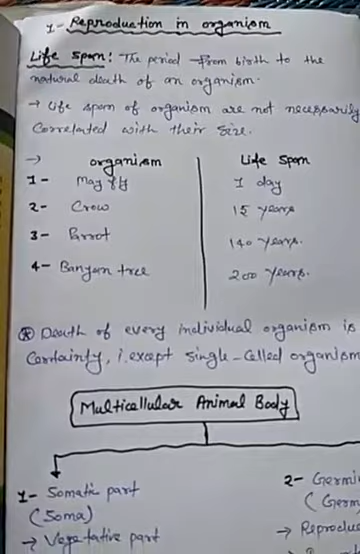 1- Reproduction in organism
Life span: The period from birth to the
natural death of an organism.
→ Life span of organism are not necessarily
Correlated with their size.
→ organism Life span
1- May fly 1 day
2- Crow 15 years
3- Parrot 140 years.
4- Banyan tree 200 years.
Death of every individual organism is
Certainty, i.except single-Celled organism
Multicellular Animal Body
1- Somatic part 2- Germi
(Soma) (Germ
→ Vegetative part → Reproduc